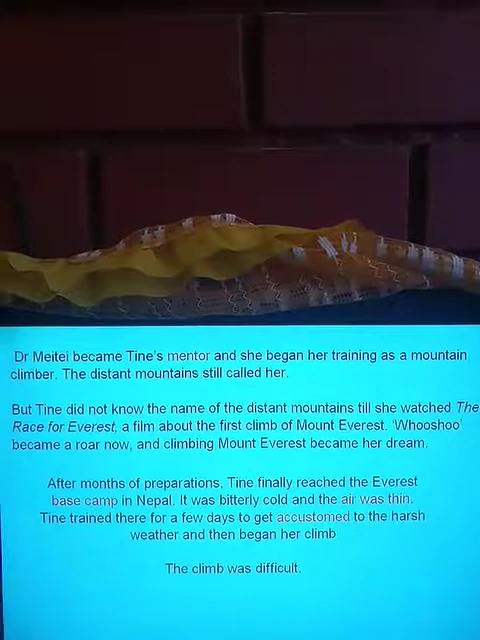 Dr Meitei became Tine's mentor and she began her training as a mountain
climber. The distant mountains still called her.
But Tine did not know the name of the distant mountains till she watched The
Race for Everest, a film about the first climb of Mount Everest. 'Whooshoo'
became a roar now, and climbing Mount Everest became her dream.
After months of preparations, Tine finally reached the Everest
base camp in Nepal. It was bitterly cold and the air was thin.
Tine trained there for a few days to get accustomed to the harsh
weather and then began her climb
The climb was difficult.